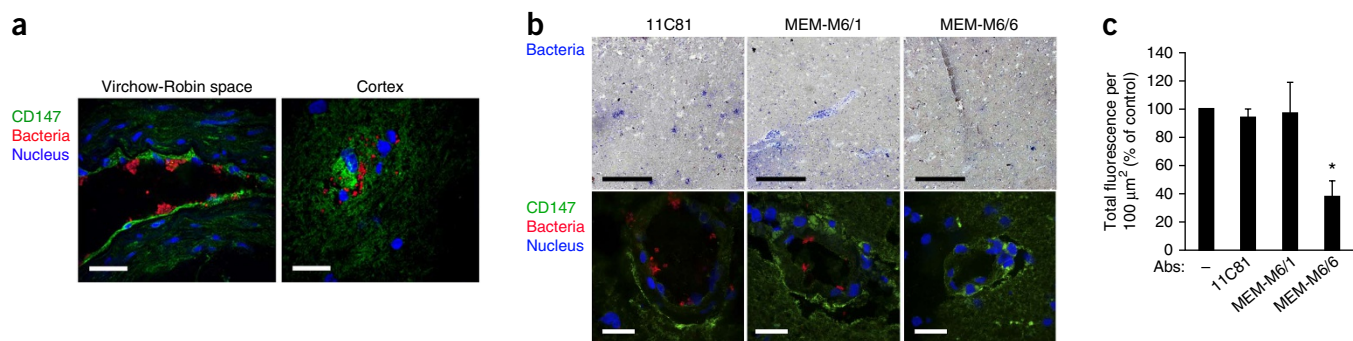 a
Virchow-Robin space
Cortex
CD147
Bacteria
Nucleus
b
11C81
MEM-M6/1
MEM-M6/6
Bacteria
CD147
Bacteria
Nucleus
c
Total fluorescence per
100 μm² (% of control)
140
120
100
80
60
40
20
0
*
Abs:
–
11C81
MEM-M6/1
MEM-M6/6